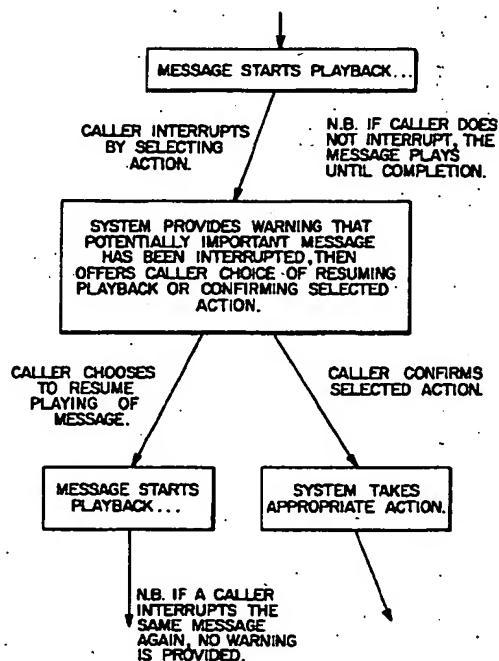 MESSAGE STARTS PLAYBACK...
CALLER INTERRUPTS
BY SELECTING
ACTION.
N.B. IF CALLER DOES
NOT INTERRUPT, THE
MESSAGE PLAYS
UNTIL COMPLETION.
SYSTEM PROVIDES WARNING THAT
POTENTIALLY IMPORTANT MESSAGE
HAS BEEN INTERRUPTED, THEN
OFFERS CALLER CHOICE OF RESUMING
PLAYBACK OR CONFIRMING SELECTED
ACTION.
CALLER CHOOSES
TO RESUME
PLAYING OF
MESSAGE.
CALLER CONFIRMS
SELECTED ACTION.
MESSAGE STARTS
PLAYBACK...
SYSTEM TAKES
APPROPRIATE ACTION.
N.B. IF A CALLER
INTERRUPTS THE
SAME MESSAGE
AGAIN, NO WARNING
IS PROVIDED.